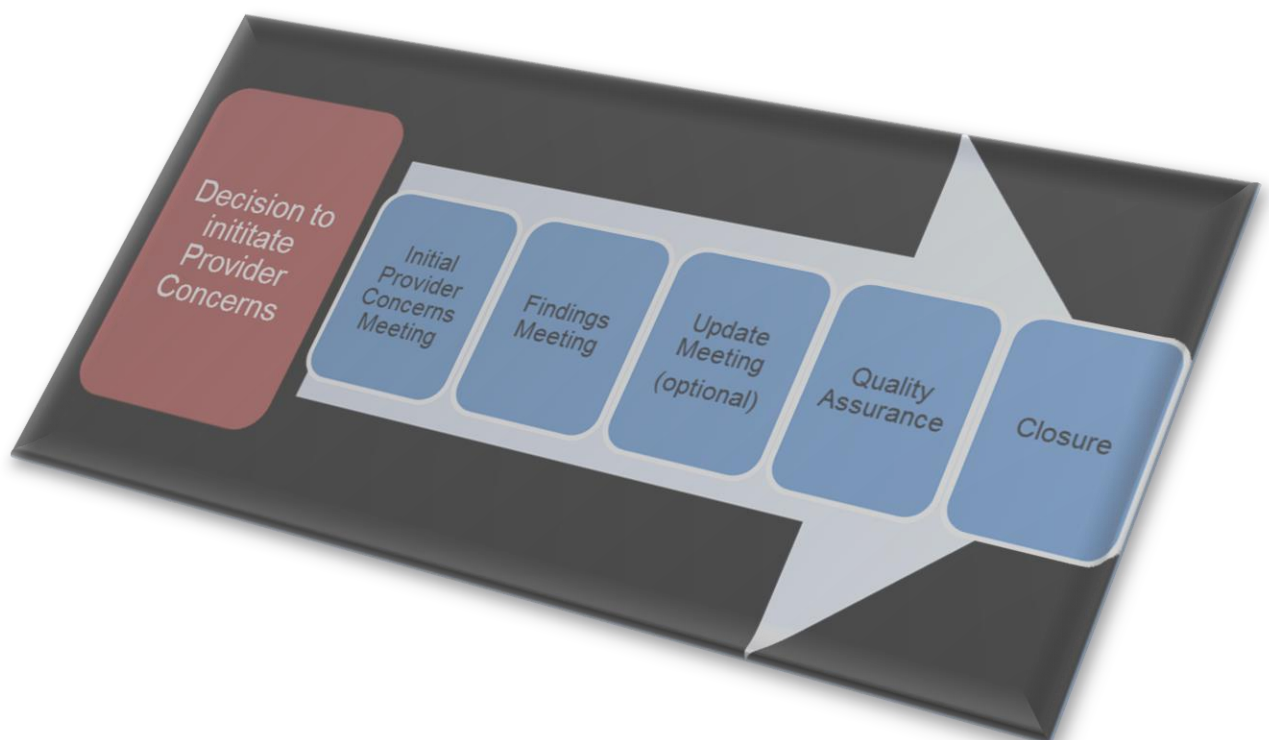 Decision to
inititate
Provider
Concerns
Initial
Provider
Concerns
Meeting
Findings
Meeting
Update
Meeting
(optional)
Quality
Assurance
Closure